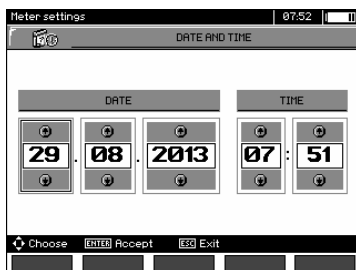 Meter settings 07:52
DATE AND TIME
DATE TIME
29 . 08 . 2013 07 : 51
Choose ENTER Accept ESC Exit